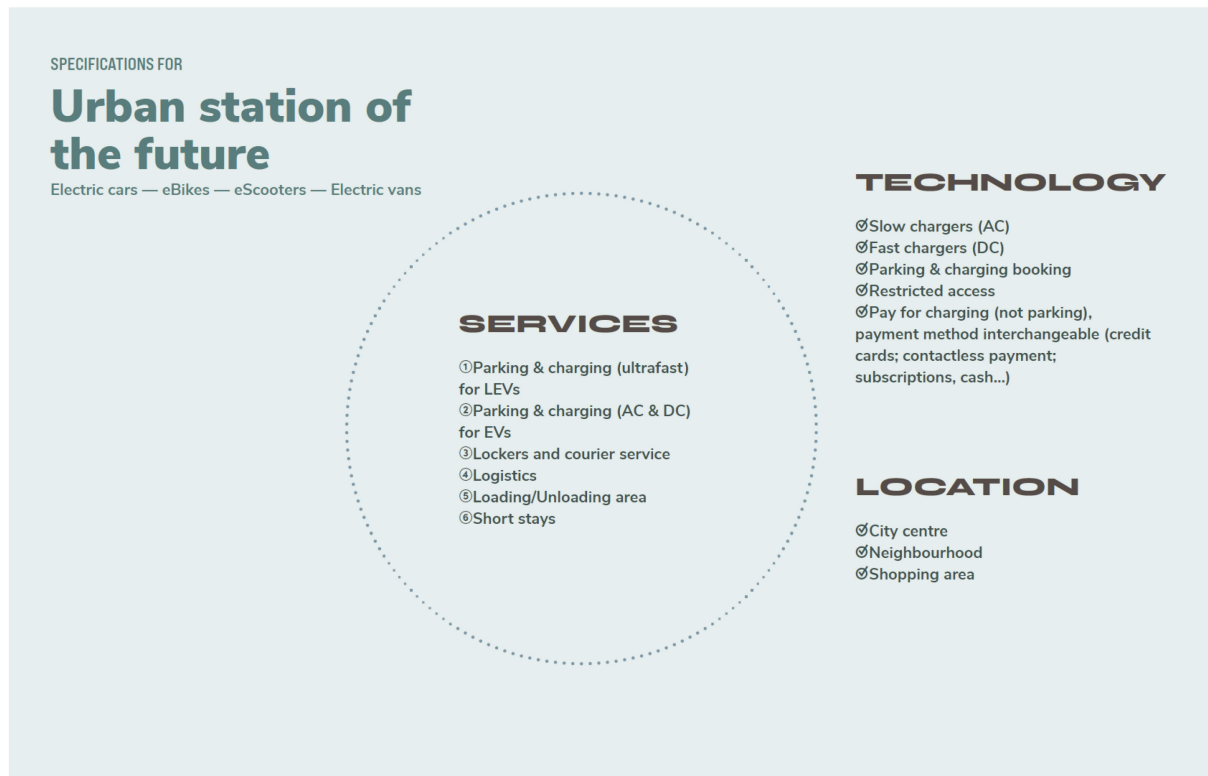 SPECIFICATIONS FOR
Urban station of
the future
Electric cars — eBikes — eScooters — Electric vans
SERVICES
①Parking & charging (ultrafast)
for LEVs
②Parking & charging (AC & DC)
for EVs
③Lockers and courier service
④Logistics
⑤Loading/Unloading area
⑥Short stays
TECHNOLOGY
Slow chargers (AC)
Fast chargers (DC)
Parking & charging booking
Restricted access
Pay for charging (not parking),
payment method interchangeable (credit
cards; contactless payment;
subscriptions, cash...)
LOCATION
City centre
Neighbourhood
Shopping area